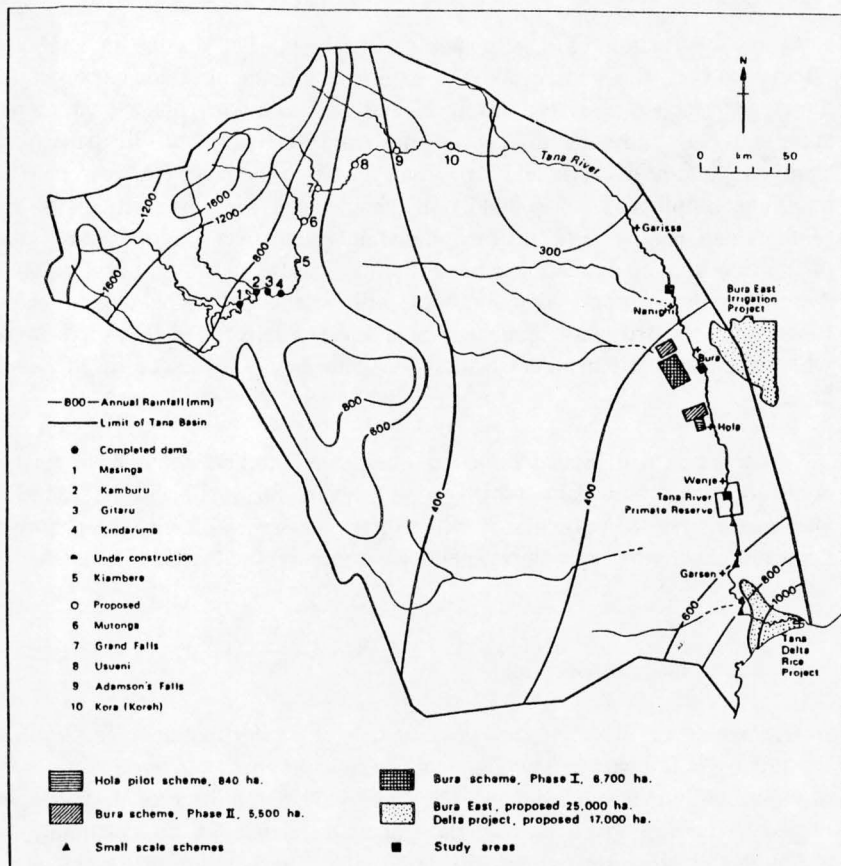 N
0 km 50
Tana River
1200
1600
1200
1600
800
7
8
9
10
6
5
2 3 4
1
300
Garissa
Nanighi
Bura East
Irrigation
Project
Bura
Hola
800
600
400
400
Wenje
Tana River
Primate Reserve
Garsen
600
800
1000
Tana
Delta
Rice
Project
800 Annual Rainfall (mm)
Limit of Tana Basin
Completed dams
1 Masinga
2 Kamburu
3 Gitaru
4 Kindaruma
Under construction
5 Kiambere
Proposed
6 Mutonga
7 Grand Falls
8 Usueni
9 Adamson's Falls
10 Kora (Koreh)
Hola pilot scheme, 840 ha.
Bura scheme, Phase II, 5,500 ha.
Small scale schemes
Bura scheme, Phase I, 6,700 ha.
Bura East, proposed 25,000 ha.
Delta project, proposed 17,000 ha.
Study areas